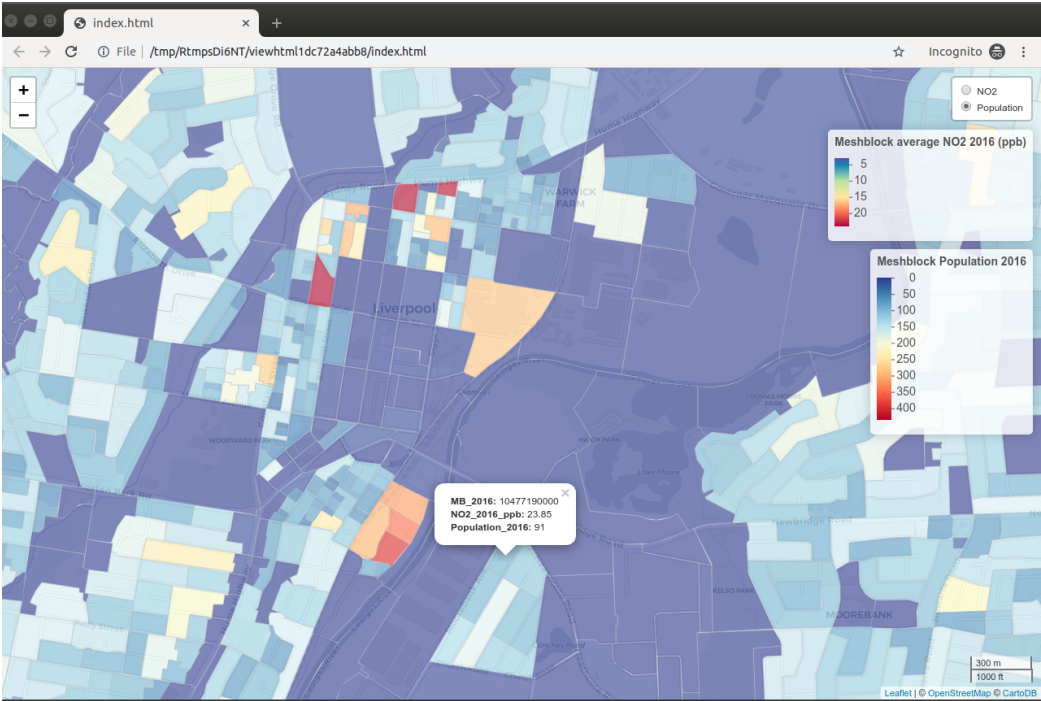 index.html
File
/tmp/RtmpsDi6NT/viewhtml1dc72a4abb8/index.html
Incognito
+
−
NO2
Population
Meshblock average NO2 2016 (ppb)
5
10
15
20
Meshblock Population 2016
0
50
100
150
200
250
300
350
400
Hume Highway
WARWICK
FARM
Liverpool
THOMAS MOORE
PARK
WOODWARD PARK
HAIGH PARK
Lake Moore
MB_2016: 10477190000
NO2_2016_ppb: 23.85
Population_2016: 91
Newbridge Road
KELSO PARK
MOOREBANK
300 m
1000 ft
Leaflet | © OpenStreetMap © CartoDB